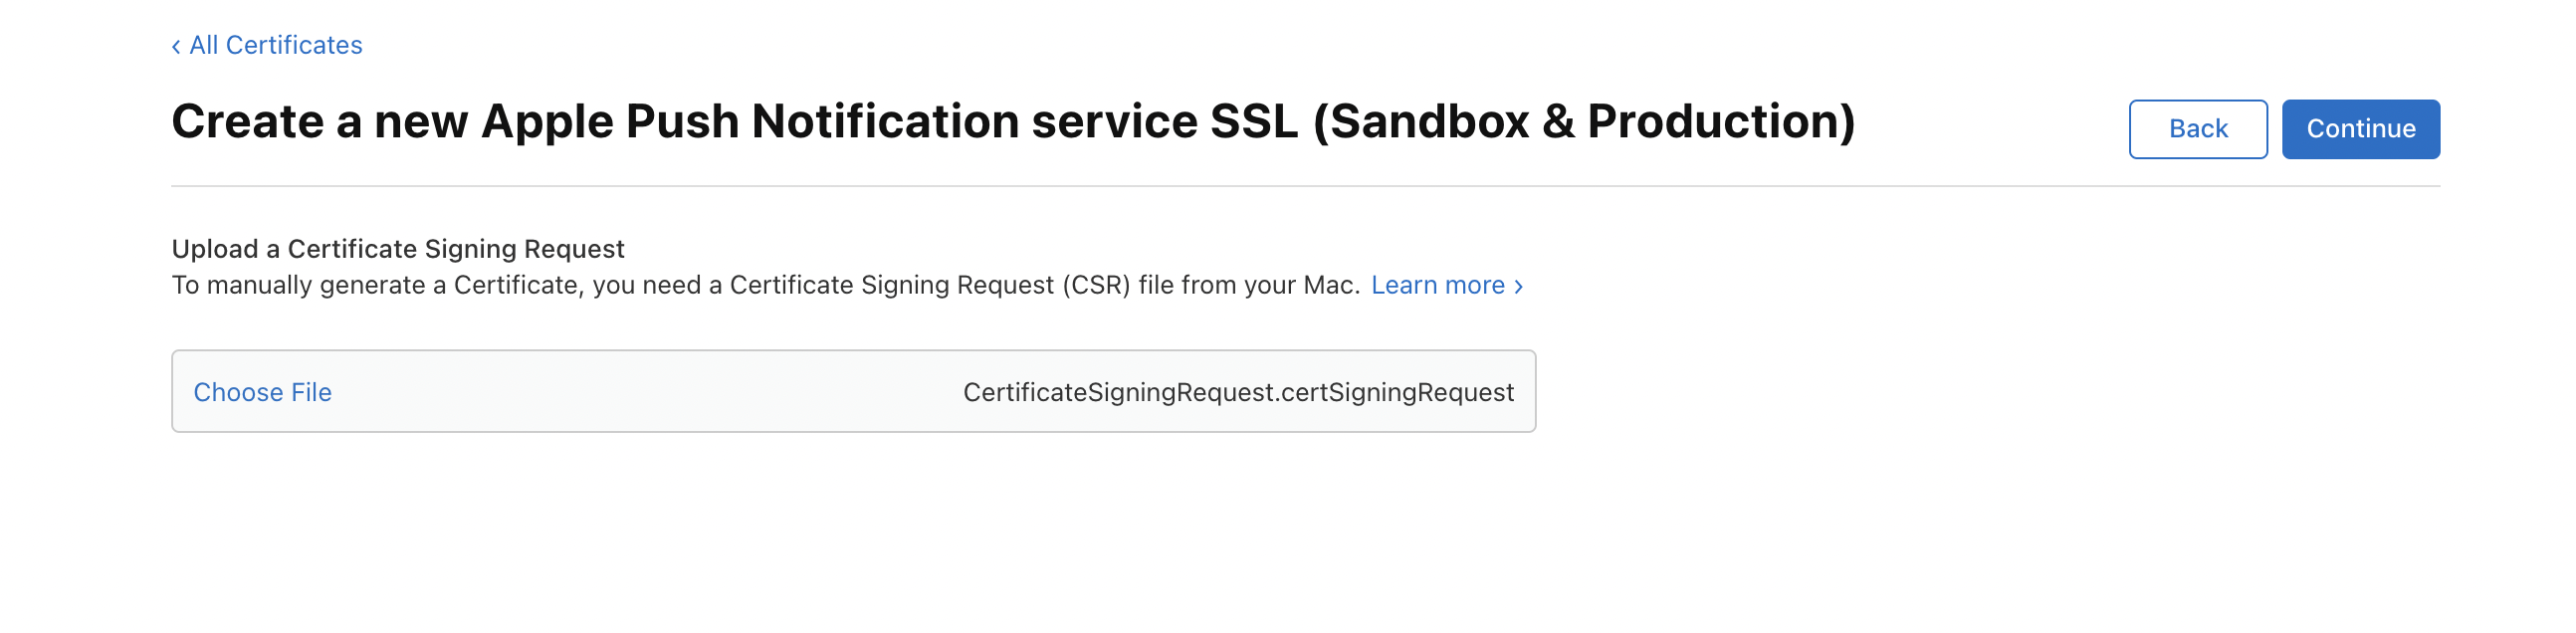 ‹ All Certificates
Create a new Apple Push Notification service SSL (Sandbox & Production)
Back
Continue
Upload a Certificate Signing Request
To manually generate a Certificate, you need a Certificate Signing Request (CSR) file from your Mac. Learn more ›
Choose File
CertificateSigningRequest.certSigningRequest